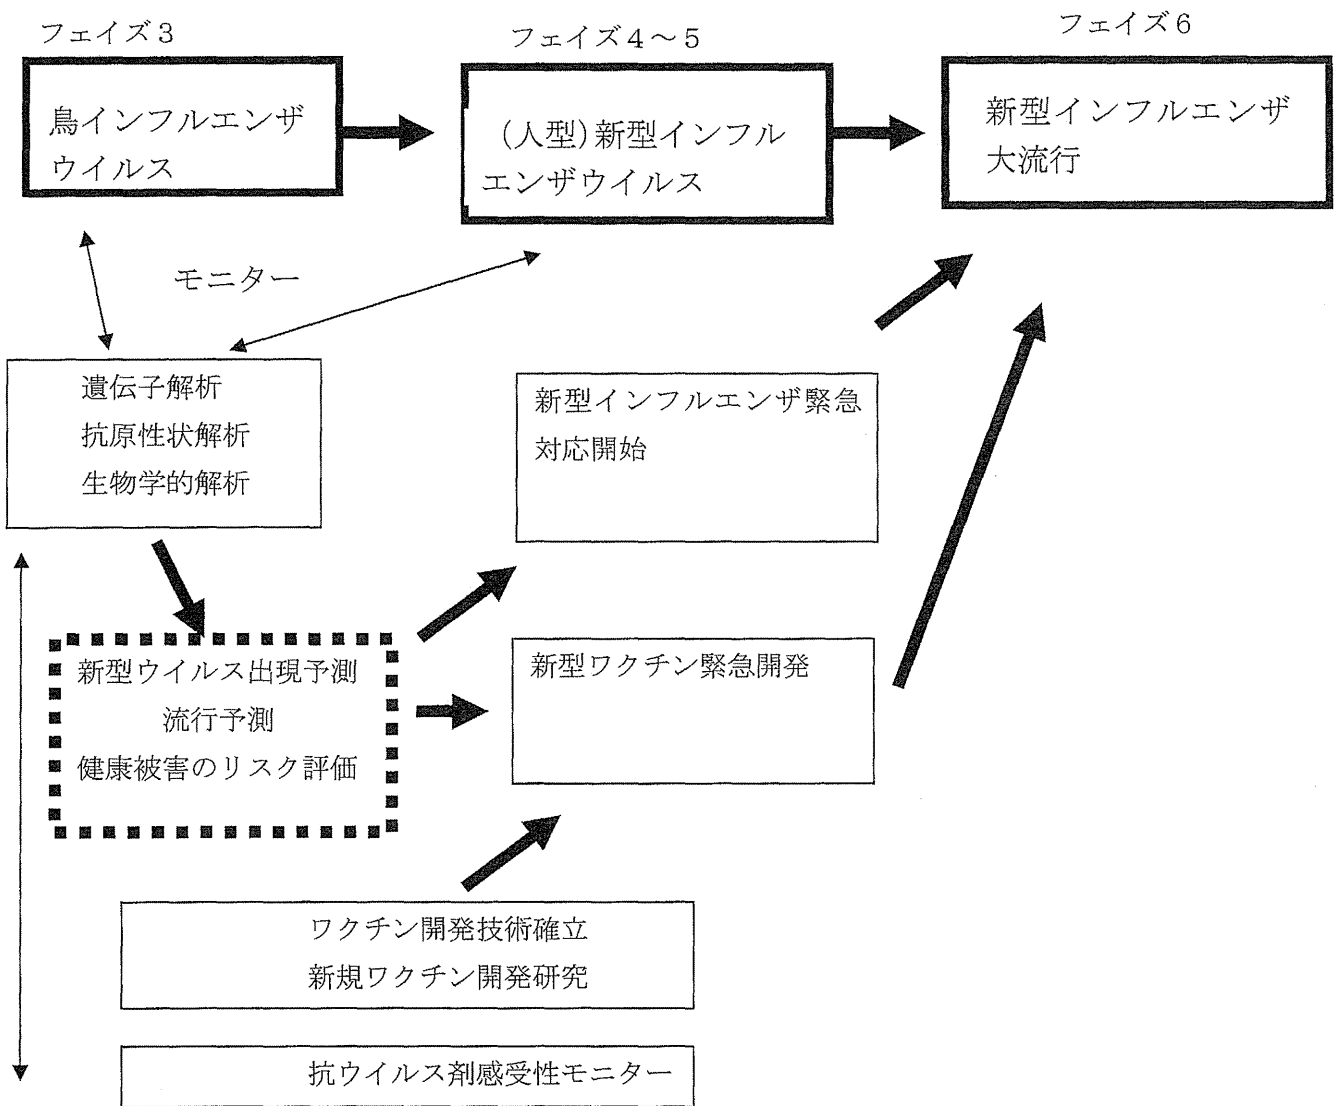 フェイズ３
フェイズ４～５
フェイズ６
鳥インフルエンザ
ウイルス
（人型）新型インフル
エンザウイルス
新型インフルエンザ
大流行
モニター
遺伝子解析
抗原性状解析
生物学的解析
新型インフルエンザ緊急
対応開始
新型ウイルス出現予測
流行予測
健康被害のリスク評価
新型ワクチン緊急開発
ワクチン開発技術確立
新規ワクチン開発研究
抗ウイルス剤感受性モニター